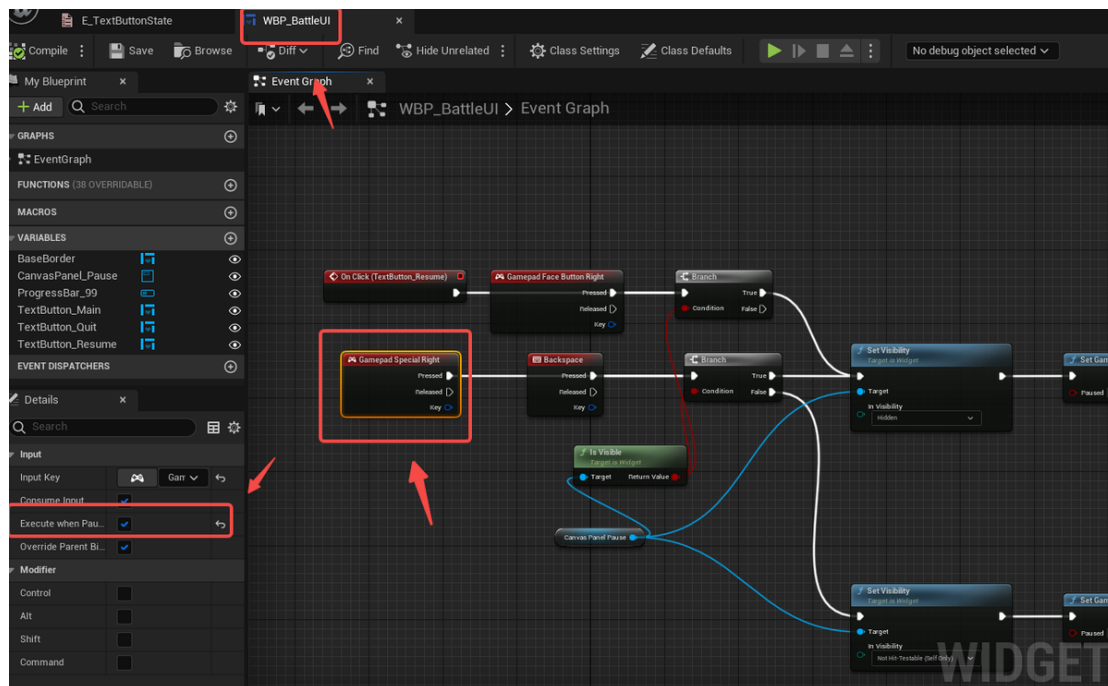 E_TextButtonState
WBP_BattleUI
Compile
Save
Browse
Diff
Find
Hide Unrelated
Class Settings
Class Defaults
No debug object selected
My Blueprint
Event Graph
Add
Search
WBP_BattleUI > Event Graph
GRAPHS
EventGraph
FUNCTIONS (38 OVERRIDABLE)
MACROS
VARIABLES
BaseBorder
CanvasPanel_Pause
ProgressBar_99
TextButton_Main
TextButton_Quit
TextButton_Resume
EVENT DISPATCHERS
Details
Search
Input
Input Key
Gam
Consume Input
Execute when Pau...
Override Parent Bi...
Modifier
Control
Alt
Shift
Command
On Click (TextButton_Resume)
Gamepad Face Button Right
Pressed
Released
Key
Branch
True
Condition
False
Gamepad Special Right
Pressed
Released
Key
Backspace
Pressed
Released
Key
Branch
True
Condition
False
Set Visibility
Target is Widget
Target
In Visibility
Hidden
Set Gam
Paused
Is Visible
Target is Widget
Target
Return Value
Canvas Panel Pause
Set Visibility
Target is Widget
Target
In Visibility
Not Hit-Testable (Self Only)
Set Gam
Paused
WIDGET